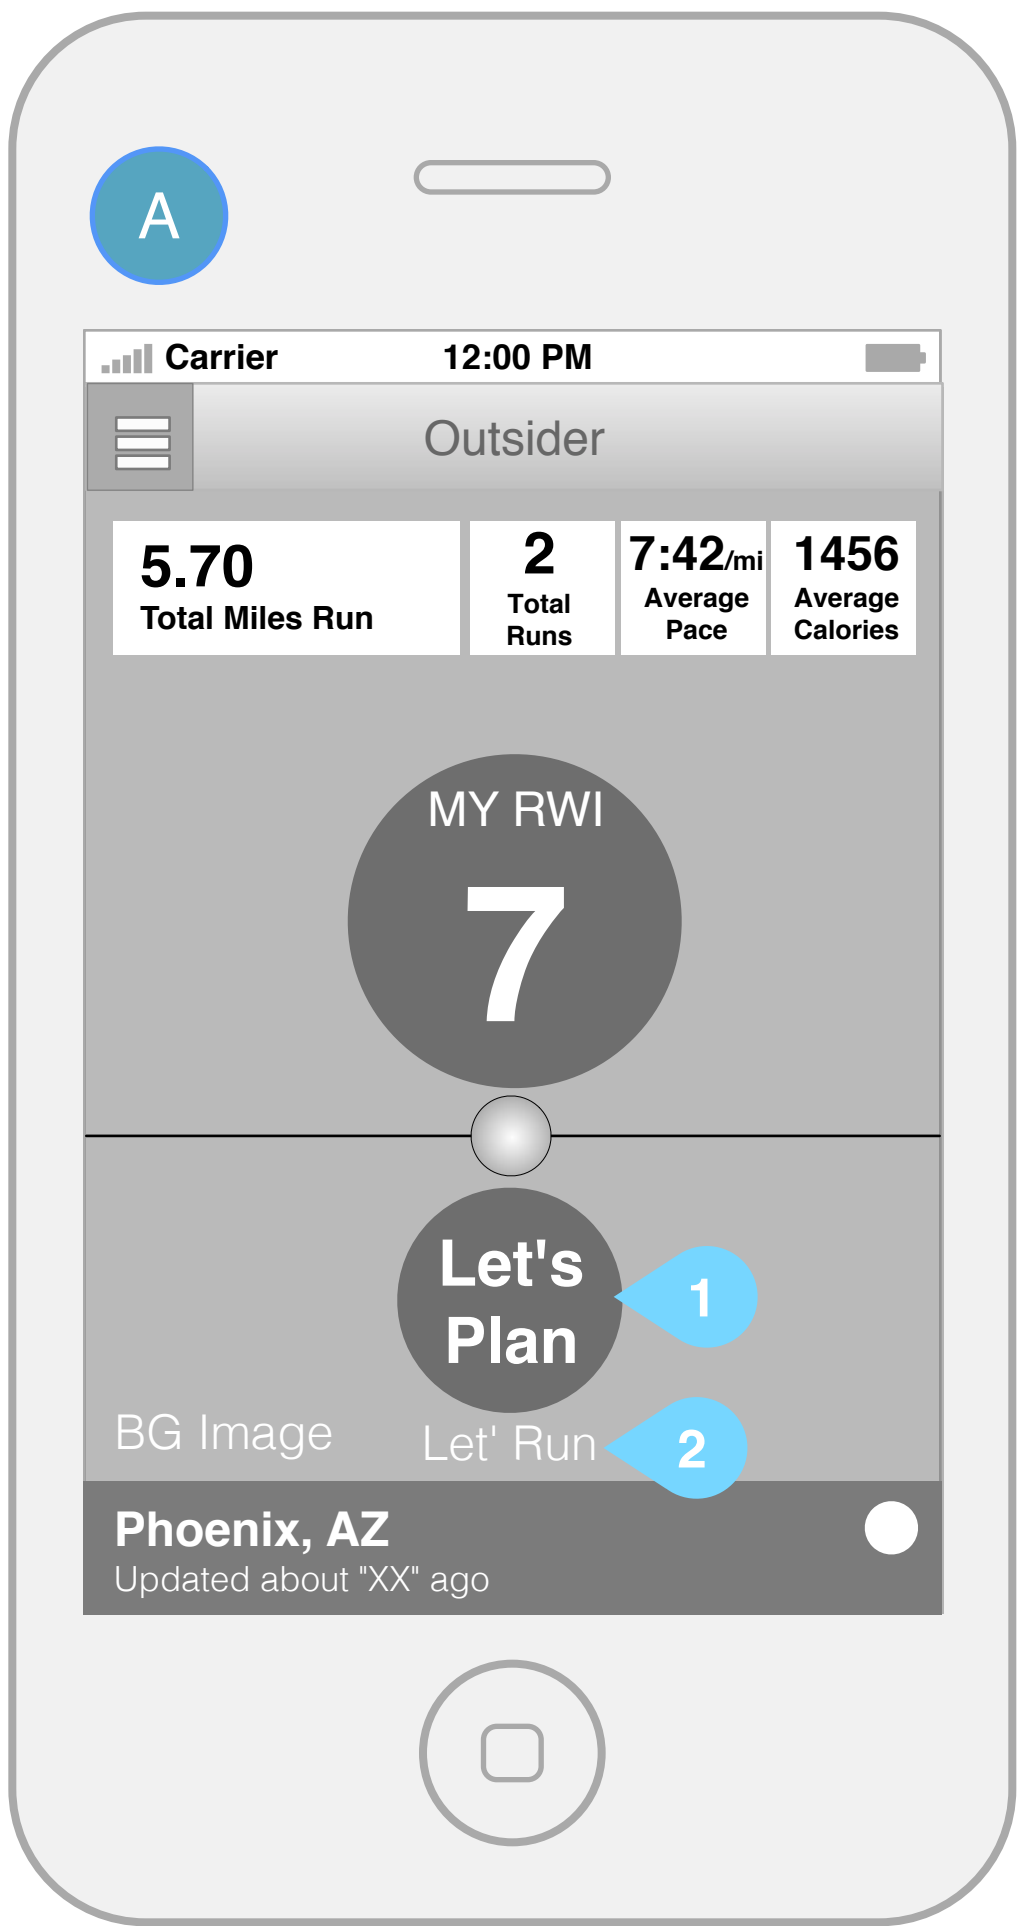 A
Carrier 12:00 PM
Outsider
5.70
Total Miles Run
2
Total
Runs
7:42/mi
Average
Pace
1456
Average
Calories
MY RWI
7
Let's
Plan
1
BG Image
Let' Run
2
Phoenix, AZ
Updated about "XX" ago